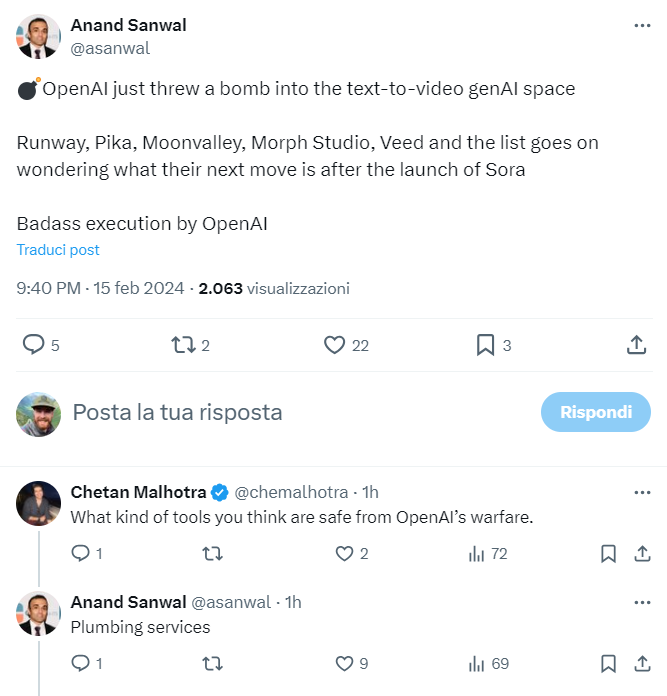 Anand Sanwal
@asanwal
OpenAI just threw a bomb into the text-to-video genAI space
Runway, Pika, Moonvalley, Morph Studio, Veed and the list goes on
wondering what their next move is after the launch of Sora
Badass execution by OpenAI
Traduci post
9:40 PM · 15 feb 2024 · 2.063 visualizzazioni
5 2 22 3
Posta la tua risposta Rispondi
Chetan Malhotra @chemalhotra · 1h
What kind of tools you think are safe from OpenAI’s warfare.
1 2 72
Anand Sanwal @asanwal · 1h
Plumbing services
1 9 69